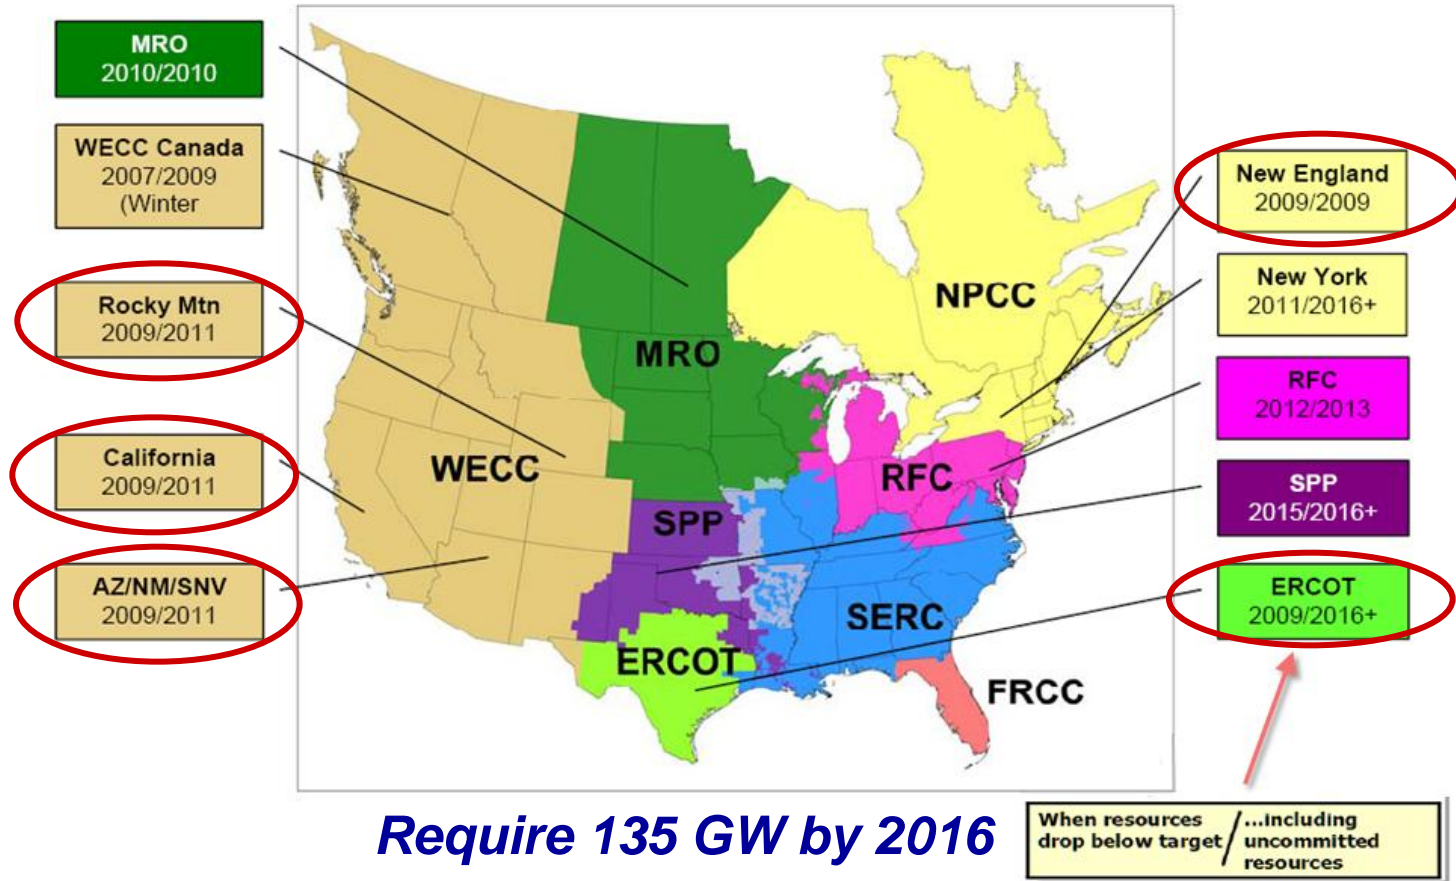 MRO
2010/2010
WECC Canada
2007/2009
(Winter
Rocky Mtn
2009/2011
California
2009/2011
AZ/NM/SNV
2009/2011
NPCC
MRO
WECC
RFC
SPP
SERC
ERCOT
FRCC
New England
2009/2009
New York
2011/2016+
RFC
2012/2013
SPP
2015/2016+
ERCOT
2009/2016+
Require 135 GW by 2016
When resources
drop below target
/
...including
uncommitted
resources